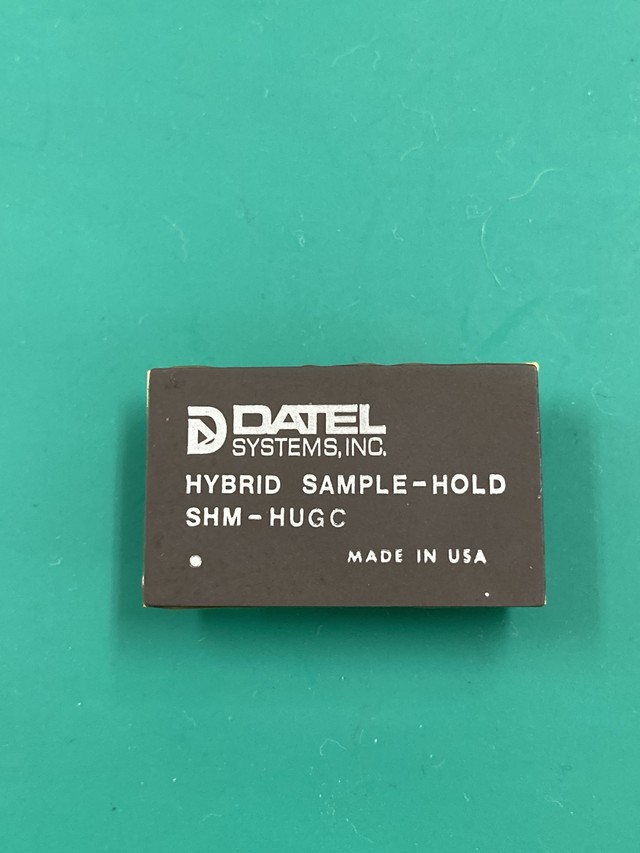 DATEL
SYSTEMS, INC.
HYBRID SAMPLE-HOLD
SHM-HUGC
MADE IN USA